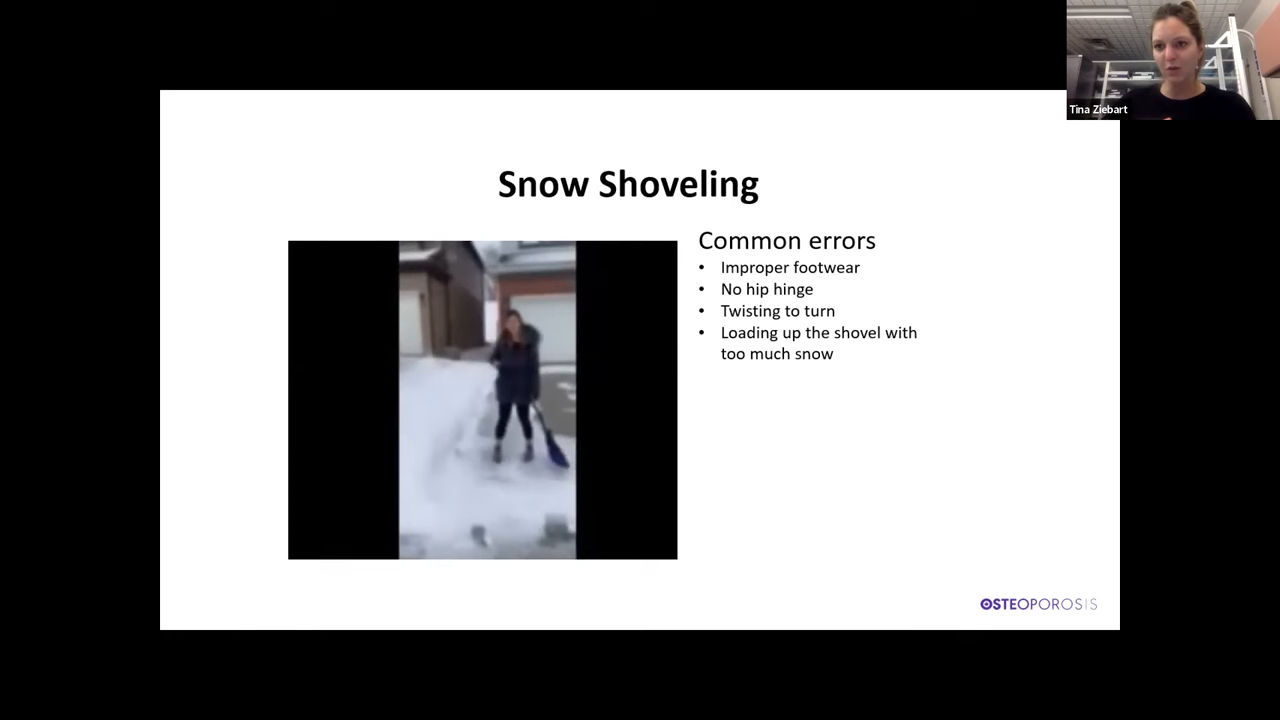 Tina Ziebart
Snow Shoveling
Common errors
• Improper footwear
• No hip hinge
• Twisting to turn
• Loading up the shovel with
too much snow
OSTEOPOROSIS